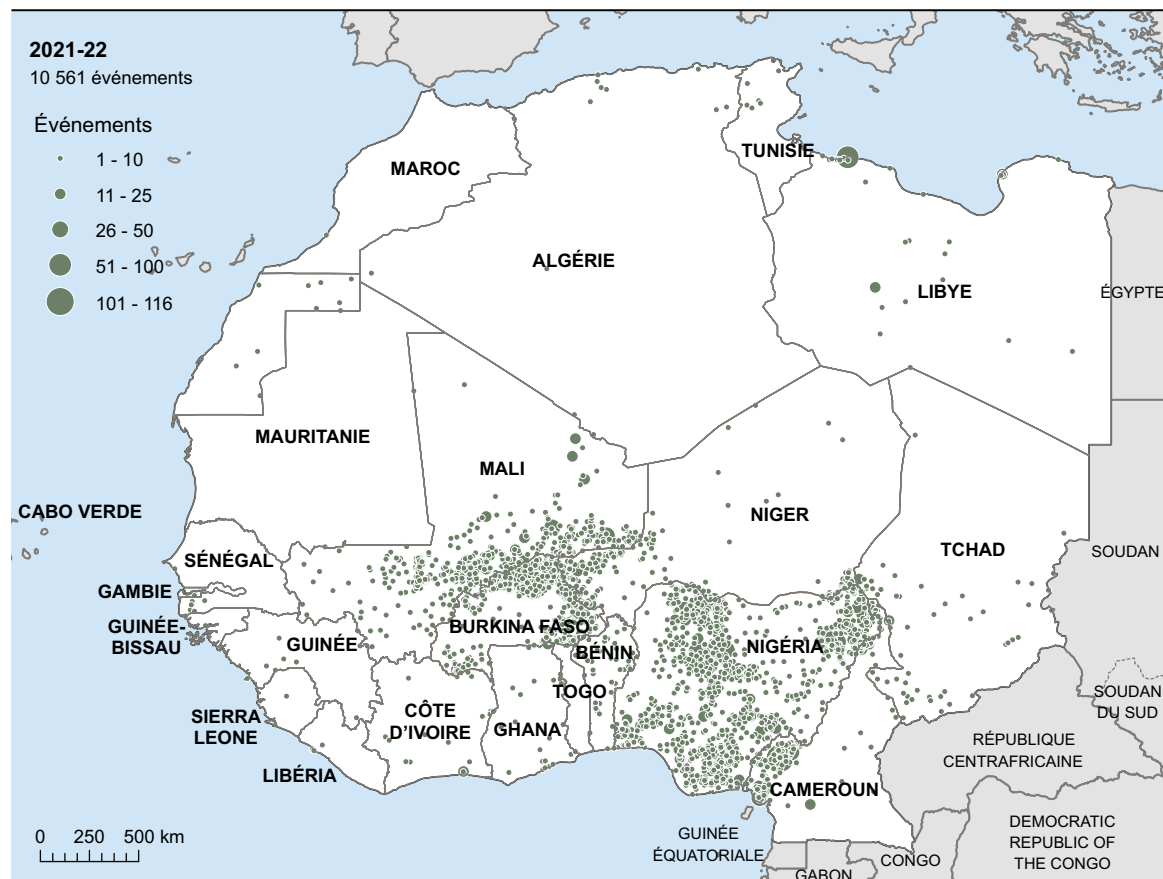 2021-22
10 561 événements
Événements
1 - 10
11 - 25
26 - 50
51 - 100
101 - 116
TUNISIE
MAROC
ALGÉRIE
LIBYE
ÉGYPTE
MAURITANIE
MALI
CABO VERDE
NIGER
TCHAD
SOUDAN
SÉNÉGAL
GAMBIE
GUINÉE-
BISSAU
GUINÉE
BURKINA FASO
BÉNIN
NIGÉRIA
TOGO
SIERRA
LEONE
CÔTE
D’IVOIRE
GHANA
SOUDAN
DU SUD
RÉPUBLIQUE
CENTRAFRICAINE
LIBÉRIA
CAMEROUN
0 250 500 km
GUINÉE
ÉQUATORIALE
GABON
CONGO
DEMOCRATIC
REPUBLIC OF
THE CONGO